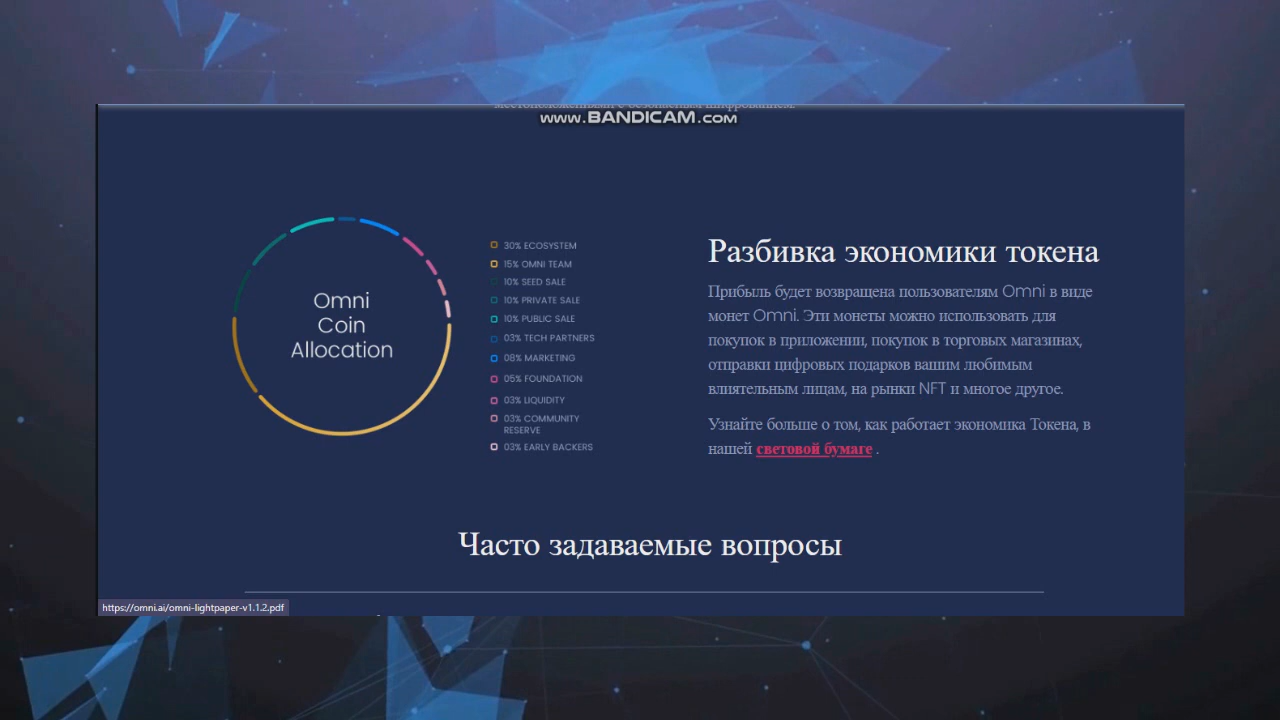 местоположениями с безопасным шифрованием.
www.BANDICAM.com
Omni
Coin
Allocation
30% ECOSYSTEM
15% OMNI TEAM
10% SEED SALE
10% PRIVATE SALE
10% PUBLIC SALE
03% TECH PARTNERS
08% MARKETING
05% FOUNDATION
03% LIQUIDITY
03% COMMUNITY
RESERVE
03% EARLY BACKERS
Разбивка экономики токена
Прибыль будет возвращена пользователям Omni в виде
монет Omni. Эти монеты можно использовать для
покупок в приложении, покупок в торговых магазинах,
отправки цифровых подарков вашим любимым
влиятельным лицам, на рынки NFT и многое другое.
Узнайте больше о том, как работает экономика Токена, в
нашей световой бумаге .
Часто задаваемые вопросы
https://omni.ai/omni-lightpaper-v1.1.2.pdf